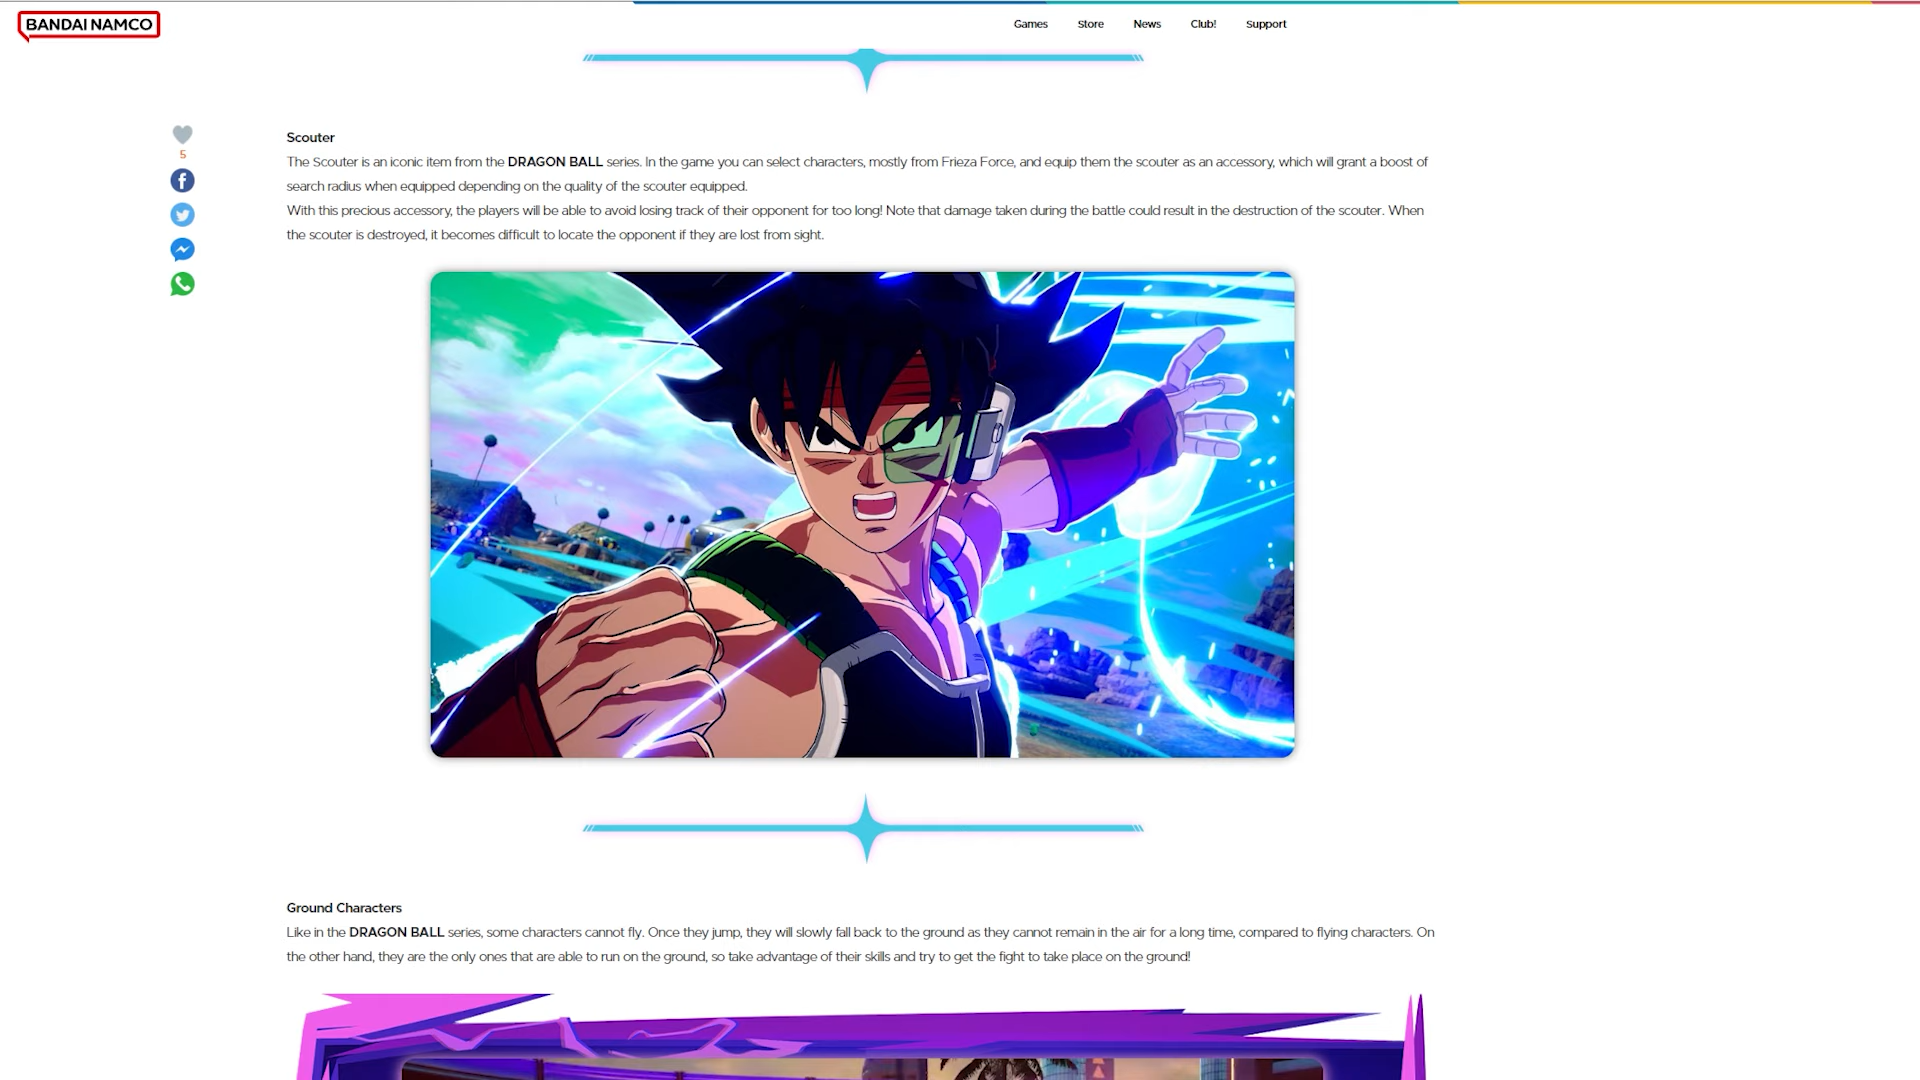 BANDAI NAMCO
Games Store News Club! Support
5
Scouter
The Scouter is an iconic item from the DRAGON BALL series. In the game you can select characters, mostly from Frieza Force, and equip them the scouter as an accessory, which will grant a boost of
search radius when equipped depending on the quality of the scouter equipped.
With this precious accessory, the players will be able to avoid losing track of their opponent for too long! Note that damage taken during the battle could result in the destruction of the scouter. When
the scouter is destroyed, it becomes difficult to locate the opponent if they are lost from sight.
Ground Characters
Like in the DRAGON BALL series, some characters cannot fly. Once they jump, they will slowly fall back to the ground as they cannot remain in the air for a long time, compared to flying characters. On
the other hand, they are the only ones that are able to run on the ground, so take advantage of their skills and try to get the fight to take place on the ground!